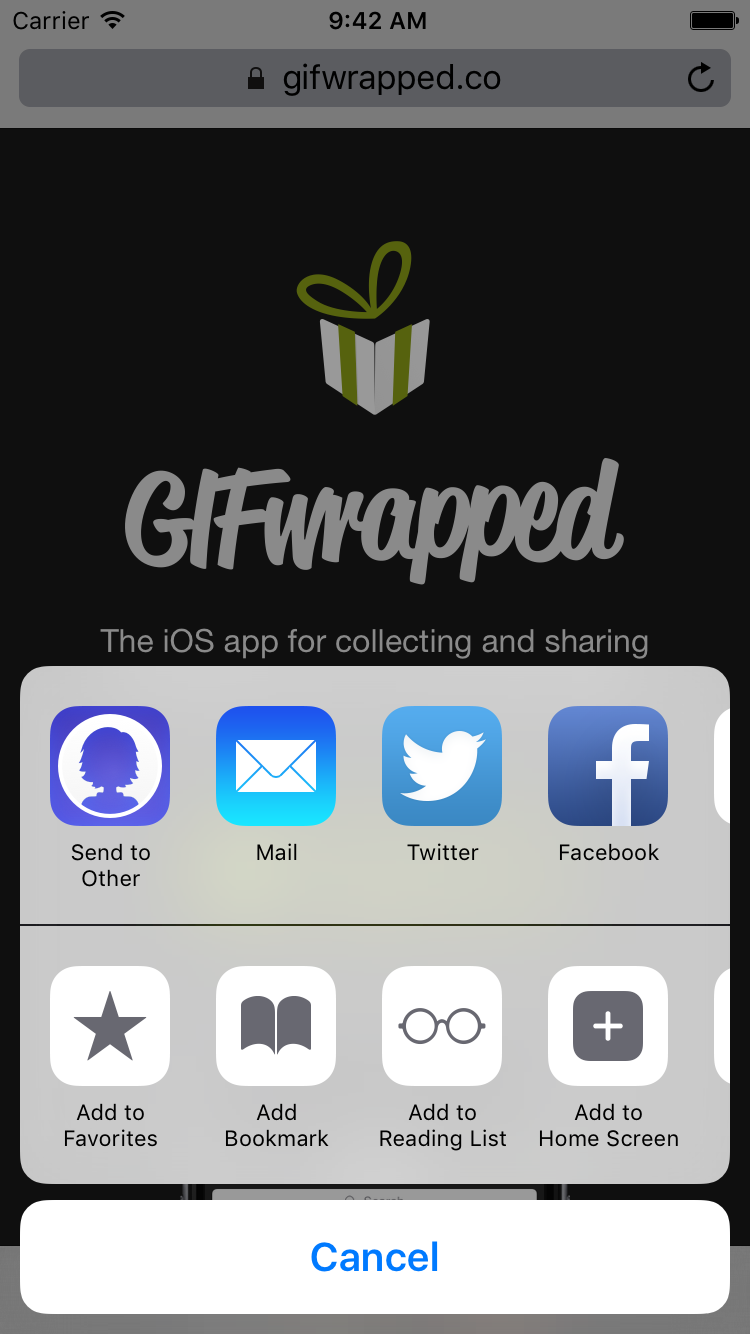 Carrier 9:42 AM
gifwrapped.co
GIFwrapped
The iOS app for collecting and sharing
Send to
Other
Mail
Twitter
Facebook
Add to
Favorites
Add
Bookmark
Add to
Reading List
Add to
Home Screen
Cancel